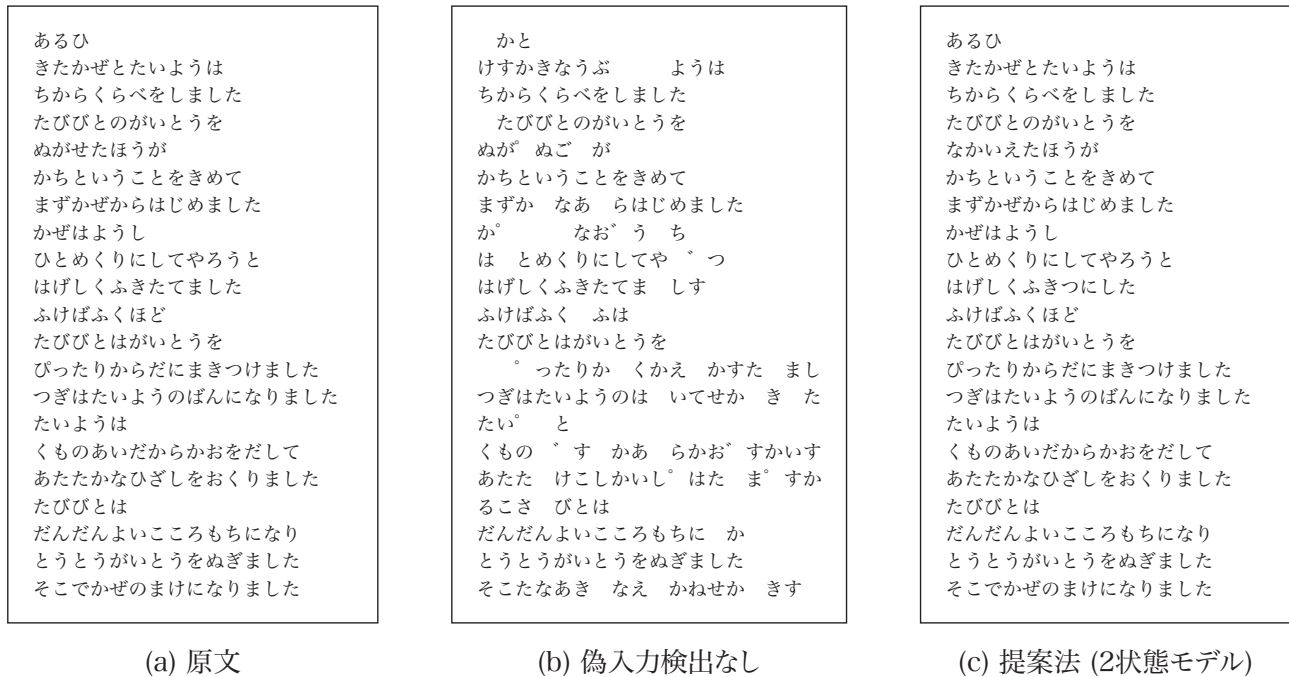 あるひ
きたかぜとたいようは
ちからくらべをしました
たびびとのがいとうを
ぬがせたほうが
かちということをきめて
まずかぜからはじめました
かぜはようし
ひとめくりにしてやろうと
はげしくふきたてました
ふけばふくほど
たびびとはがいとうを
ぴったりからだにまきつけました
つぎはたいようのばんになりました
たいようは
くものあいだからかおをだして
あたたかなひざしをおくりました
たびびとは
だんだんよいこころもちになり
とうとうがいとうをぬぎました
そこでかぜのまけになりました
(a) 原文
　かと
けすかきなうぶ　　ようは
ちからくらべをしました
　たびびとのがいとうを
ぬが゜ぬご　が
かちということをきめて
まずか　なあ　らはじめました
か゜　　　なお゛う　ち
は　とめくりにしてや　゛つ
はげしくふきたてま　しす
ふけばふく　ふは
たびびとはがいとうを
　゜ったりか　くかえ　かすた　まし
つぎはたいようのは　いてせか　き　た
たい゜　と
くもの　゛す　かあ　らかお゛すかいす
あたた　けこしかいし゜はた　ま゜すか
るこさ　びとは
だんだんよいこころもちに　か
とうとうがいとうをぬぎました
そこたなあき　なえ　かねせか　きす
(b) 偽入力検出なし
あるひ
きたかぜとたいようは
ちからくらべをしました
たびびとのがいとうを
なかいえたほうが
かちということをきめて
まずかぜからはじめました
かぜはようし
ひとめくりにしてやろうと
はげしくふきつにした
ふけばふくほど
たびびとはがいとうを
ぴったりからだにまきつけました
つぎはたいようのばんになりました
たいようは
くものあいだからかおをだして
あたたかなひざしをおくりました
たびびとは
だんだんよいこころもちになり
とうとうがいとうをぬぎました
そこでかぜのまけになりました
(c) 提案法 (2状態モデル)